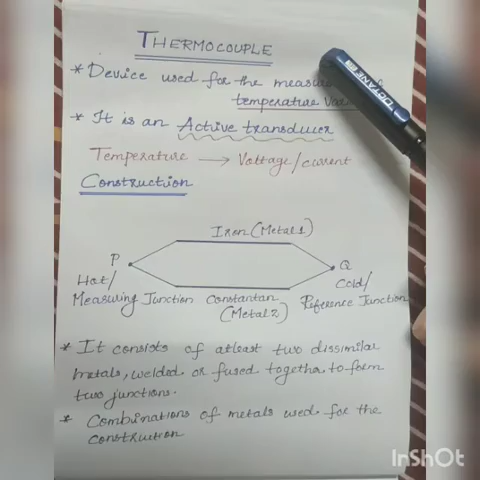 THERMOCOUPLE
* Device used for the
temperature
* It is an Active transducer
Temperature → Voltage/current
Construction
Iron (Metal 1)
P
Q
Hot/
Measuring Junction
Constantan
(Metal 2)
Cold/
Reference Junction
* It consists of atleast two dissimilar
metals, welded or fused together to form
two junctions.
* Combinations of metals used for the
construction
InShOt